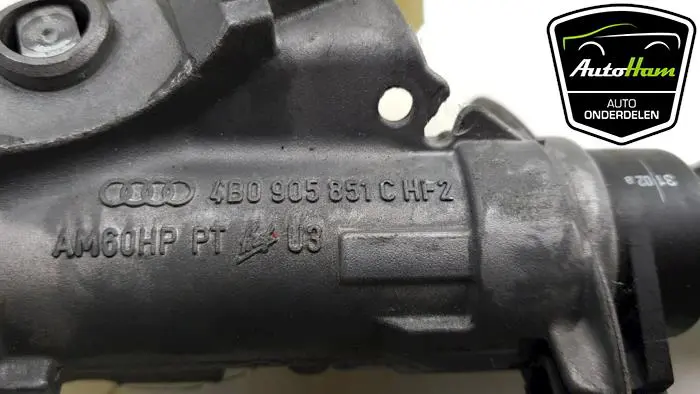 AutoHam
AUTO
ONDERDELEN
4B0 905 851 C HF2
AM60HP PT U3